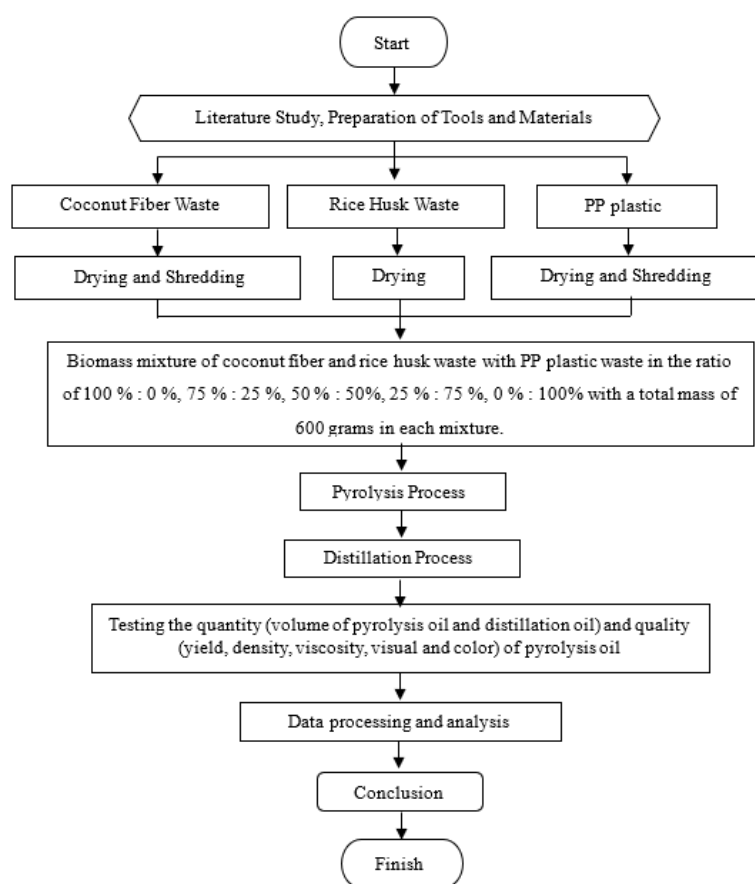 Start
Literature Study, Preparation of Tools and Materials
Coconut Fiber Waste
Rice Husk Waste
PP plastic
Drying and Shredding
Drying
Drying and Shredding
Biomass mixture of coconut fiber and rice husk waste with PP plastic waste in the ratio
of 100 % : 0 %, 75 % : 25 %, 50 % : 50%, 25 % : 75 %, 0 % : 100% with a total mass of
600 grams in each mixture.
Pyrolysis Process
Distillation Process
Testing the quantity (volume of pyrolysis oil and distillation oil) and quality
(yield, density, viscosity, visual and color) of pyrolysis oil
Data processing and analysis
Conclusion
Finish